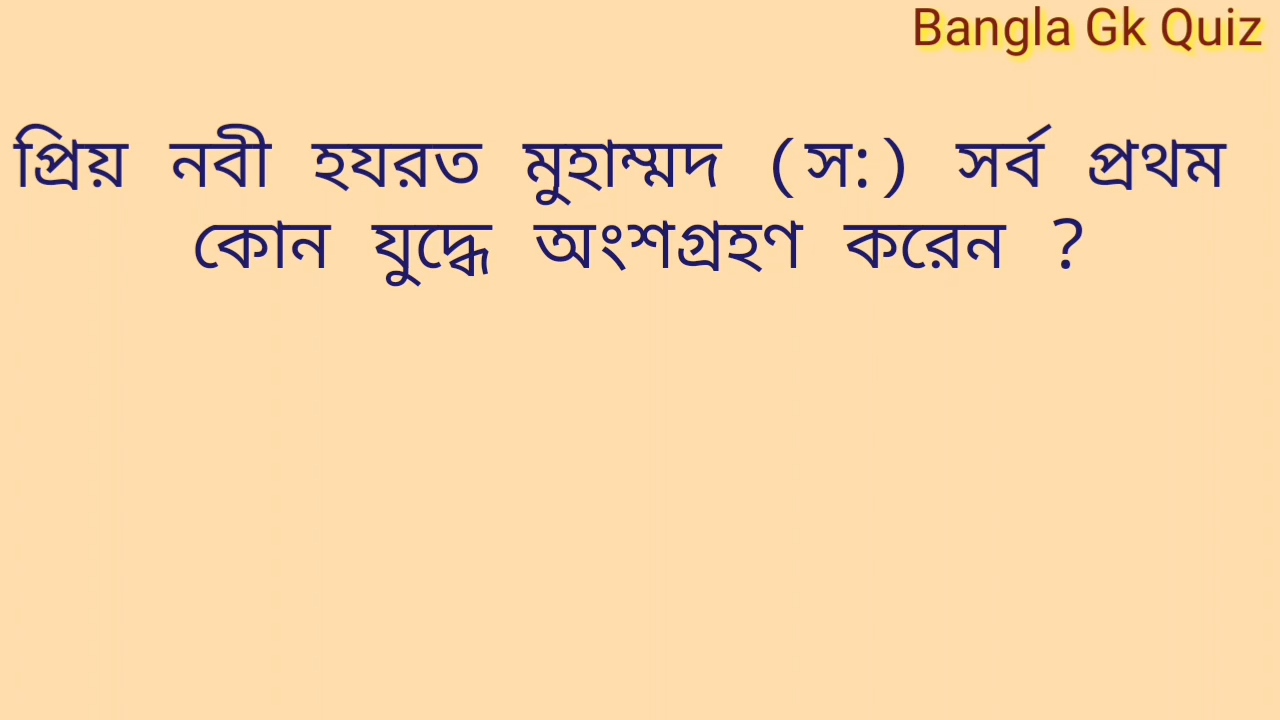 Bangla Gk Quiz
প্রিয় নবী হযরত মুহাম্মদ (স:) সর্ব প্রথম
কোন যুদ্ধে অংশগ্রহণ করেন ?